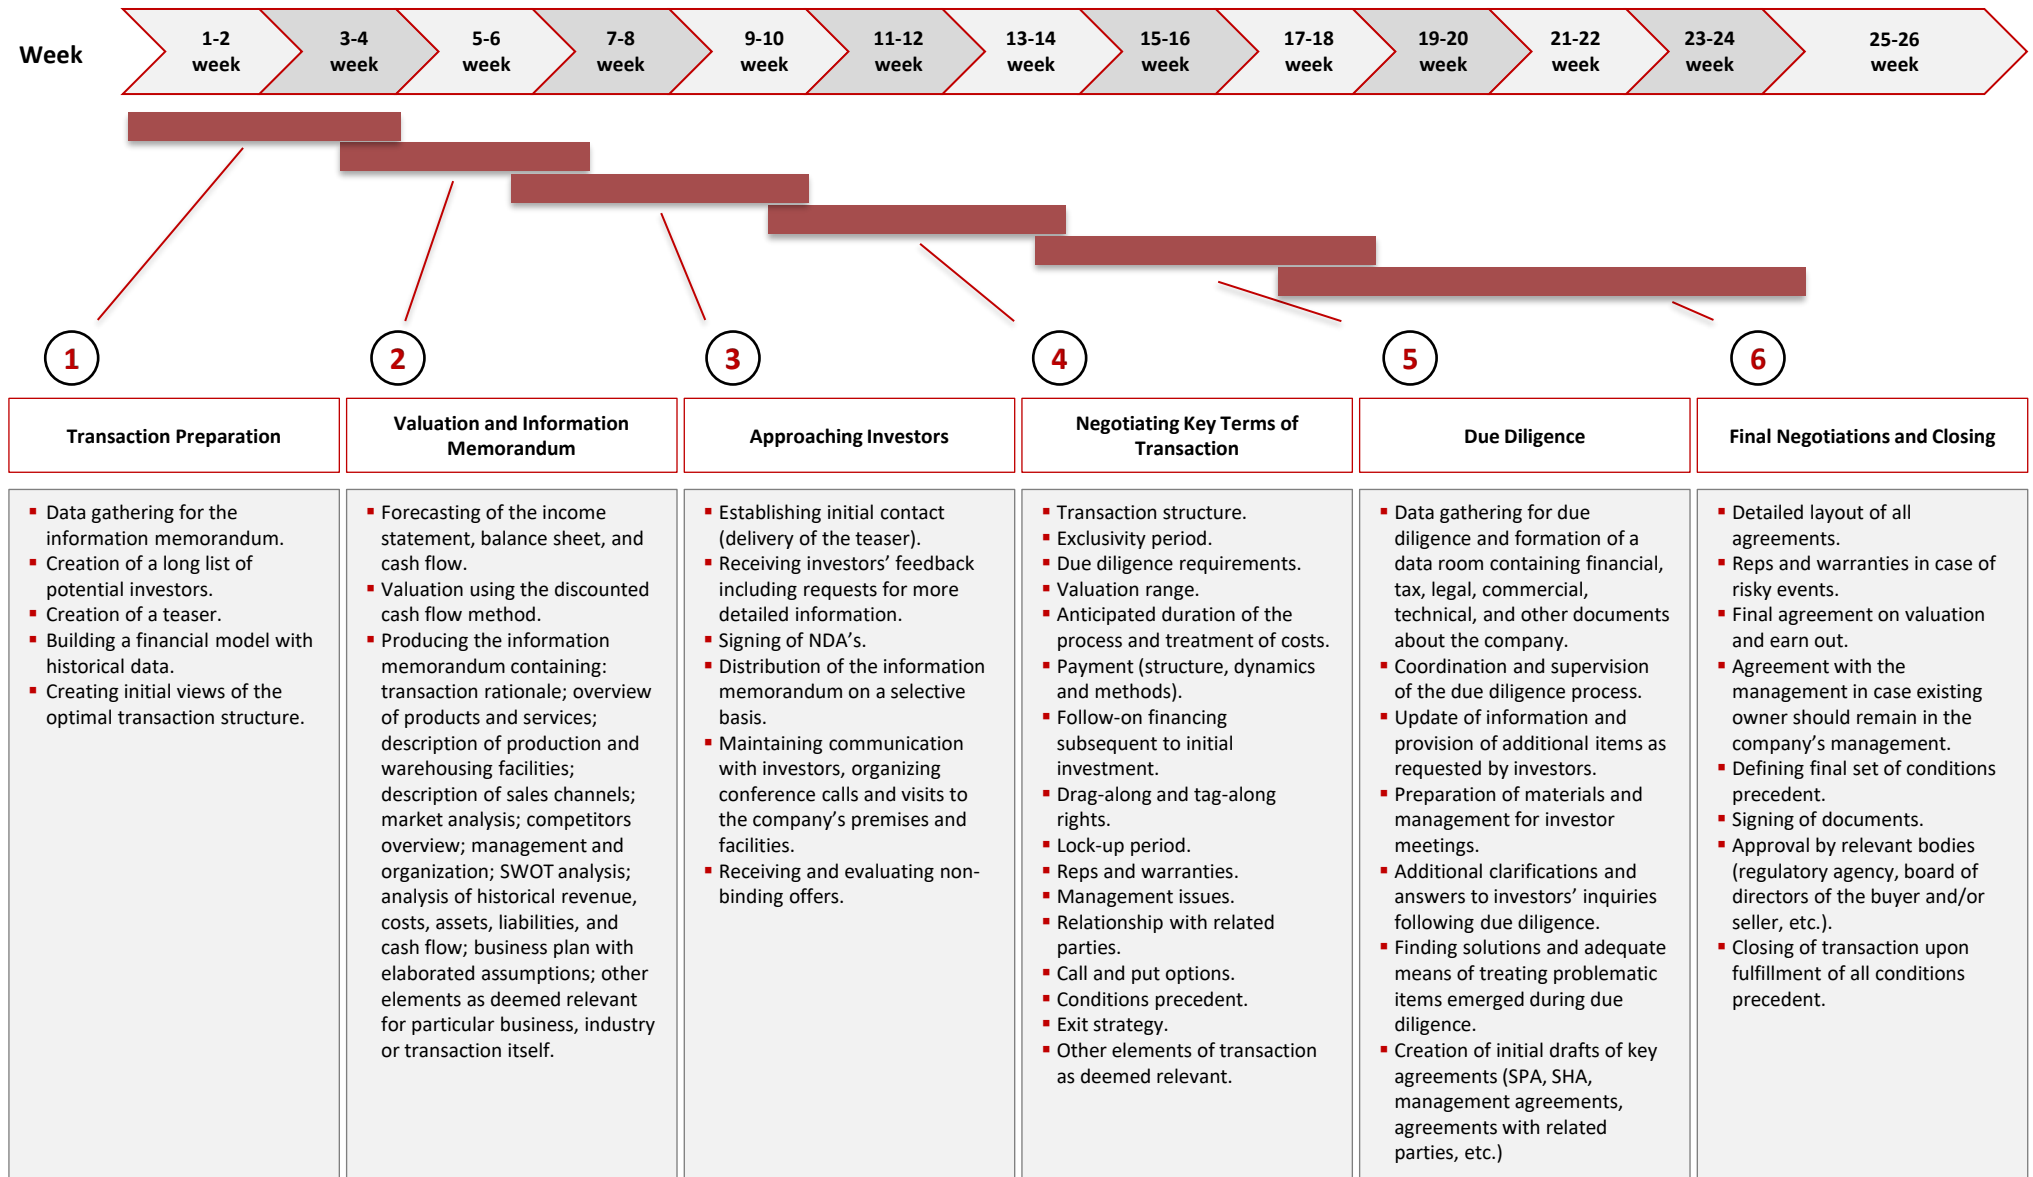 Week
1-2
week
3-4
week
5-6
week
7-8
week
9-10
week
11-12
week
13-14
week
15-16
week
17-18
week
19-20
week
21-22
week
23-24
week
25-26
week
1
2
3
4
5
6
Transaction Preparation
Valuation and Information
Memorandum
Approaching Investors
Negotiating Key Terms of
Transaction
Due Diligence
Final Negotiations and Closing
▪ Data gathering for the
information memorandum.
▪ Creation of a long list of
potential investors.
▪ Creation of a teaser.
▪ Building a financial model with
historical data.
▪ Creating initial views of the
optimal transaction structure.
▪ Forecasting of the income
statement, balance sheet, and
cash flow.
▪ Valuation using the discounted
cash flow method.
▪ Producing the information
memorandum containing:
transaction rationale; overview
of products and services;
description of production and
warehousing facilities;
description of sales channels;
market analysis; competitors
overview; management and
organization; SWOT analysis;
analysis of historical revenue,
costs, assets, liabilities, and
cash flow; business plan with
elaborated assumptions; other
elements as deemed relevant
for particular business, industry
or transaction itself.
▪ Establishing initial contact
(delivery of the teaser).
▪ Receiving investors’ feedback
including requests for more
detailed information.
▪ Signing of NDA’s.
▪ Distribution of the information
memorandum on a selective
basis.
▪ Maintaining communication
with investors, organizing
conference calls and visits to
the company’s premises and
facilities.
▪ Receiving and evaluating non-
binding offers.
▪ Transaction structure.
▪ Exclusivity period.
▪ Due diligence requirements.
▪ Valuation range.
▪ Anticipated duration of the
process and treatment of costs.
▪ Payment (structure, dynamics
and methods).
▪ Follow-on financing
subsequent to initial
investment.
▪ Drag-along and tag-along
rights.
▪ Lock-up period.
▪ Reps and warranties.
▪ Management issues.
▪ Relationship with related
parties.
▪ Call and put options.
▪ Conditions precedent.
▪ Exit strategy.
▪ Other elements of transaction
as deemed relevant.
▪ Data gathering for due
diligence and formation of a
data room containing financial,
tax, legal, commercial,
technical, and other documents
about the company.
▪ Coordination and supervision
of the due diligence process.
▪ Update of information and
provision of additional items as
requested by investors.
▪ Preparation of materials and
management for investor
meetings.
▪ Additional clarifications and
answers to investors’ inquiries
following due diligence.
▪ Finding solutions and adequate
means of treating problematic
items emerged during due
diligence.
▪ Creation of initial drafts of key
agreements (SPA, SHA,
management agreements,
agreements with related
parties, etc.)
▪ Detailed layout of all
agreements.
▪ Reps and warranties in case of
risky events.
▪ Final agreement on valuation
and earn out.
▪ Agreement with the
management in case existing
owner should remain in the
company’s management.
▪ Defining final set of conditions
precedent.
▪ Signing of documents.
▪ Approval by relevant bodies
(regulatory agency, board of
directors of the buyer and/or
seller, etc.).
▪ Closing of transaction upon
fulfillment of all conditions
precedent.